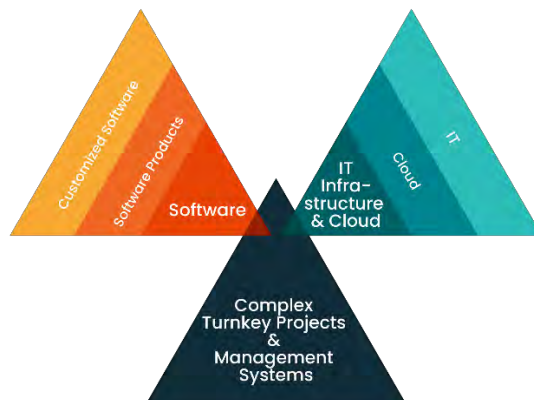 Customized Software
Software Products
Software
IT
Infra-
structure
& Cloud
Cloud
IT
Complex
Turnkey Projects
&
Management
Systems